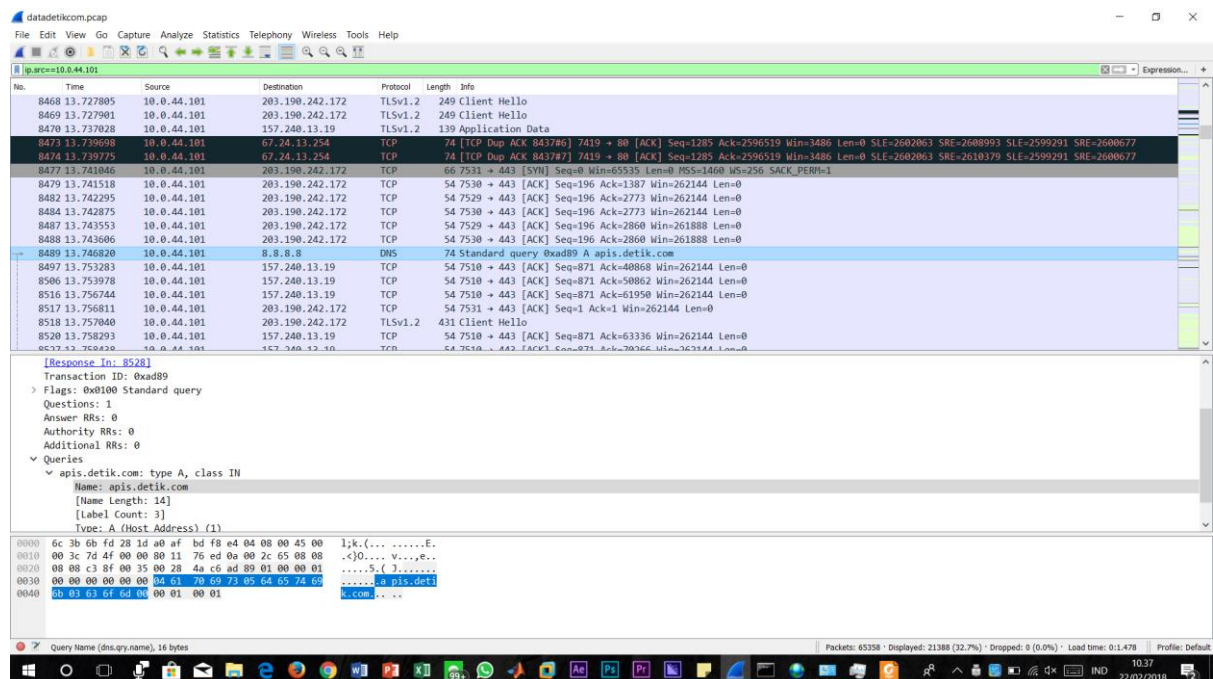 datadetikcom.pcap
File Edit View Go Capture Analyze Statistics Telephony Wireless Tools Help
ip.src==10.0.44.101 Expression... +
No. Time Source Destination Protocol Length Info
8468 13.727805 10.0.44.101 203.190.242.172 TLSv1.2 249 Client Hello
8469 13.727901 10.0.44.101 203.190.242.172 TLSv1.2 249 Client Hello
8470 13.737028 10.0.44.101 157.240.13.19 TLSv1.2 139 Application Data
8473 13.739698 10.0.44.101 67.24.13.254 TCP 74 [TCP Dup ACK 8437#6] 7419 → 80 [ACK] Seq=1285 Ack=2596519 Win=3486 Len=0 SLE=2602063 SRE=2608993 SLE=2599291 SRE=2600677
8474 13.739775 10.0.44.101 67.24.13.254 TCP 74 [TCP Dup ACK 8437#7] 7419 → 80 [ACK] Seq=1285 Ack=2596519 Win=3486 Len=0 SLE=2602063 SRE=2610379 SLE=2599291 SRE=2600677
8477 13.741046 10.0.44.101 203.190.242.172 TCP 66 7531 → 443 [SYN] Seq=0 Win=65535 Len=0 MSS=1460 WS=256 SACK_PERM=1
8479 13.741518 10.0.44.101 203.190.242.172 TCP 54 7530 → 443 [ACK] Seq=196 Ack=1387 Win=262144 Len=0
8482 13.742295 10.0.44.101 203.190.242.172 TCP 54 7529 → 443 [ACK] Seq=196 Ack=2773 Win=262144 Len=0
8484 13.742875 10.0.44.101 203.190.242.172 TCP 54 7530 → 443 [ACK] Seq=196 Ack=2773 Win=262144 Len=0
8487 13.743553 10.0.44.101 203.190.242.172 TCP 54 7529 → 443 [ACK] Seq=196 Ack=2860 Win=261888 Len=0
8488 13.743606 10.0.44.101 203.190.242.172 TCP 54 7530 → 443 [ACK] Seq=196 Ack=2860 Win=261888 Len=0
8489 13.746820 10.0.44.101 8.8.8.8 DNS 74 Standard query 0xad89 A apis.detik.com
8497 13.753283 10.0.44.101 157.240.13.19 TCP 54 7510 → 443 [ACK] Seq=871 Ack=40868 Win=262144 Len=0
8506 13.753978 10.0.44.101 157.240.13.19 TCP 54 7510 → 443 [ACK] Seq=871 Ack=50862 Win=262144 Len=0
8516 13.756744 10.0.44.101 157.240.13.19 TCP 54 7510 → 443 [ACK] Seq=871 Ack=61950 Win=262144 Len=0
8517 13.756811 10.0.44.101 203.190.242.172 TCP 54 7531 → 443 [ACK] Seq=1 Ack=1 Win=262144 Len=0
8518 13.757040 10.0.44.101 203.190.242.172 TLSv1.2 431 Client Hello
8520 13.758293 10.0.44.101 157.240.13.19 TCP 54 7510 → 443 [ACK] Seq=871 Ack=63336 Win=262144 Len=0
8527 13.758438 10.0.44.101 157.240.13.19 TCP 54 7510 → 443 [ACK] Seq=871 Ack=70266 Win=262144 Len=0
[Response In: 8528]
Transaction ID: 0xad89
> Flags: 0x0100 Standard query
Questions: 1
Answer RRs: 0
Authority RRs: 0
Additional RRs: 0
Queries
apis.detik.com: type A, class IN
Name: apis.detik.com
[Name Length: 14]
[Label Count: 3]
Type: A (Host Address) (1)
0000 6c 3b 6b fd 28 1d a0 af bd f8 e4 04 08 00 45 00 l;k.(... ......E.
0010 00 3c 7d 4f 00 00 80 11 76 ed 0a 00 2c 65 08 08 .<}O.... v...,e..
0020 08 08 c3 8f 00 35 00 28 4a c6 ad 89 01 00 00 01 .....5.( J.......
0030 00 00 00 00 00 00 04 61 70 69 73 05 64 65 74 69 .......a pis.deti
0040 6b 03 63 6f 6d 00 00 01 00 01 k.com... ..
Query Name (dns.qry.name), 16 bytes Packets: 65358 · Displayed: 21388 (32.7%) · Dropped: 0 (0.0%) · Load time: 0:1.478 Profile: Default
99+ Ae Ps Pr IND 10.37
22/02/2018